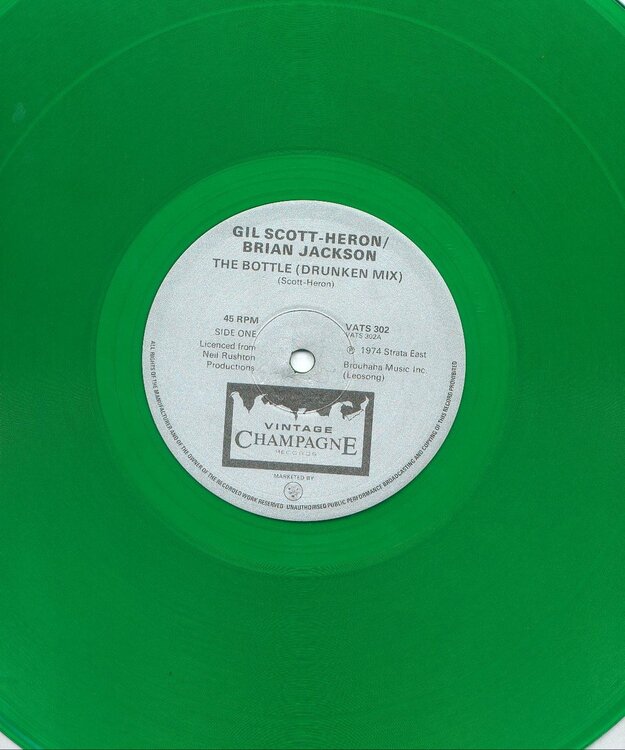 GIL SCOTT-HERON/
BRIAN JACKSON
THE BOTTLE (DRUNKEN MIX)
(Scott-Heron)
45 RPM
SIDE ONE
Licenced from
Neil Rushton
Productions
VATS 302
VATS 302A
℗ 1974 Strata East
Brouhaha Music Inc.
(Leosong)
VINTAGE
CHAMPAGNE
RECORDS
MARKETED BY
ALL RIGHTS OF THE MANUFACTURER AND OF THE OWNER OF THE RECORDED WORK RESERVED UNAUTHORISED PUBLIC PERFORMANCE BROADCASTING AND COPYING OF THIS RECORD PROHIBITED